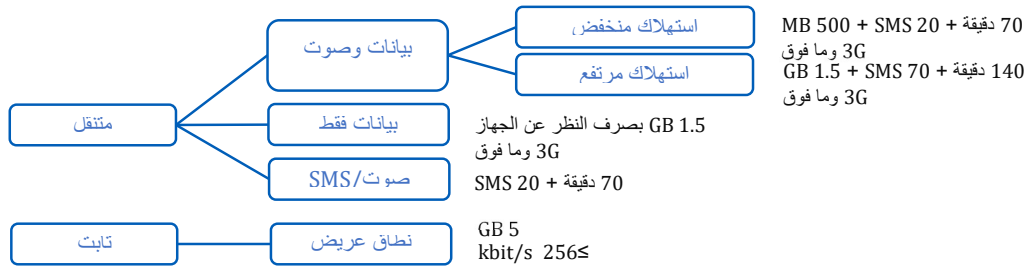 بيانات وصوت
استهلاك منخفض
70 دقيقة + 20 SMS + 500 MB
3G وما فوق
استهلاك مرتفع
140 دقيقة + 70 SMS + 1.5 GB
3G وما فوق
متنقل
بيانات فقط
1.5 GB بصرف النظر عن الجهاز
3G وما فوق
صوت/SMS
70 دقيقة + 20 SMS
ثابت
نطاق عريض
5 GB
≥256 kbit/s